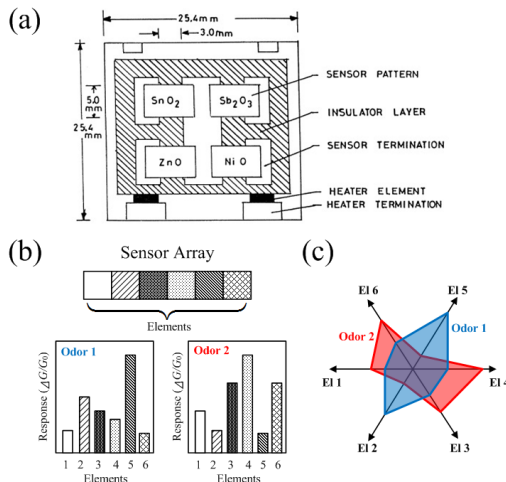 (a)
25.4mm
3.0mm
5.0
mm
25.4
mm
SnO2
Sb2O3
ZnO
NiO
SENSOR PATTERN
INSULATOR LAYER
SENSOR TERMINATION
HEATER ELEMENT
HEATER TERMINATION
(b)
Sensor Array
Elements
Odor 1
Response (ΔG/G0)
1 2 3 4 5 6
Elements
Odor 2
Response (ΔG/G0)
1 2 3 4 5 6
Elements
(c)
El 6
El 5
Odor 2
Odor 1
El 1
El 4
El 2
El 3